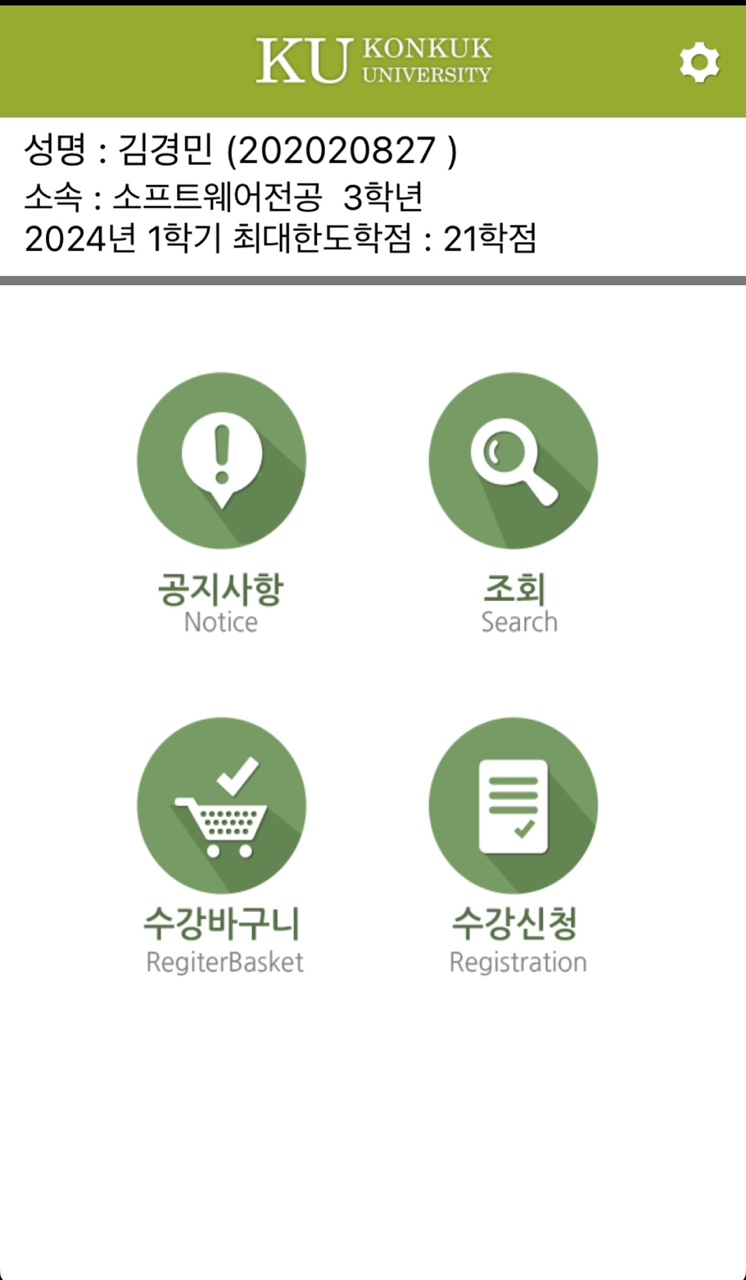 KU KONKUK
UNIVERSITY
성명 : 김경민 (202020827 )
소속 : 소프트웨어전공 3학년
2024년 1학기 최대한도학점 : 21학점
공지사항
Notice
조회
Search
수강바구니
RegiterBasket
수강신청
Registration